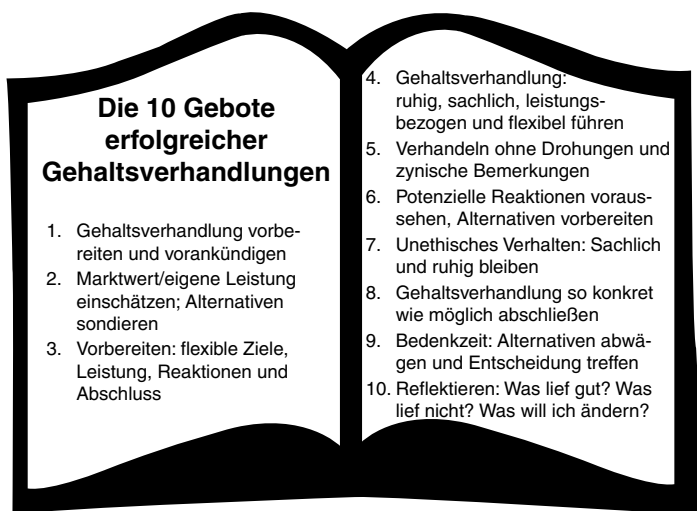 Die 10 Gebote
erfolgreicher
Gehaltsverhandlungen
1. Gehaltsverhandlung vorbe-
reiten und vorankündigen
2. Marktwert/eigene Leistung
einschätzen; Alternativen
sondieren
3. Vorbereiten: flexible Ziele,
Leistung, Reaktionen und
Abschluss
4. Gehaltsverhandlung:
ruhig, sachlich, leistungs-
bezogen und flexibel führen
5. Verhandeln ohne Drohungen und
zynische Bemerkungen
6. Potenzielle Reaktionen voraus-
sehen, Alternativen vorbereiten
7. Unethisches Verhalten: Sachlich
und ruhig bleiben
8. Gehaltsverhandlung so konkret
wie möglich abschließen
9. Bedenkzeit: Alternativen abwä-
gen und Entscheidung treffen
10. Reflektieren: Was lief gut? Was
lief nicht? Was will ich ändern?